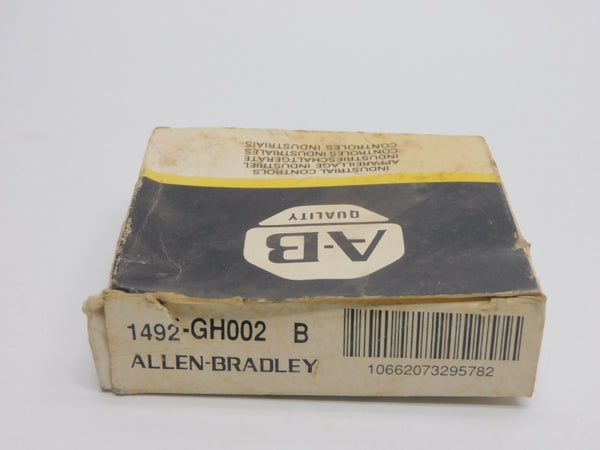 INDUSTRIAL CONTROLS
APPAREILLAGE INDUSTRIEL
INDUSTRIESCHALTGERÄTE
CONTROLES INDUSTRIALES
CONTROLES INDUSTRIAIS
A-B
QUALITY
1492-GH002 B
ALLEN-BRADLEY
10662073295782